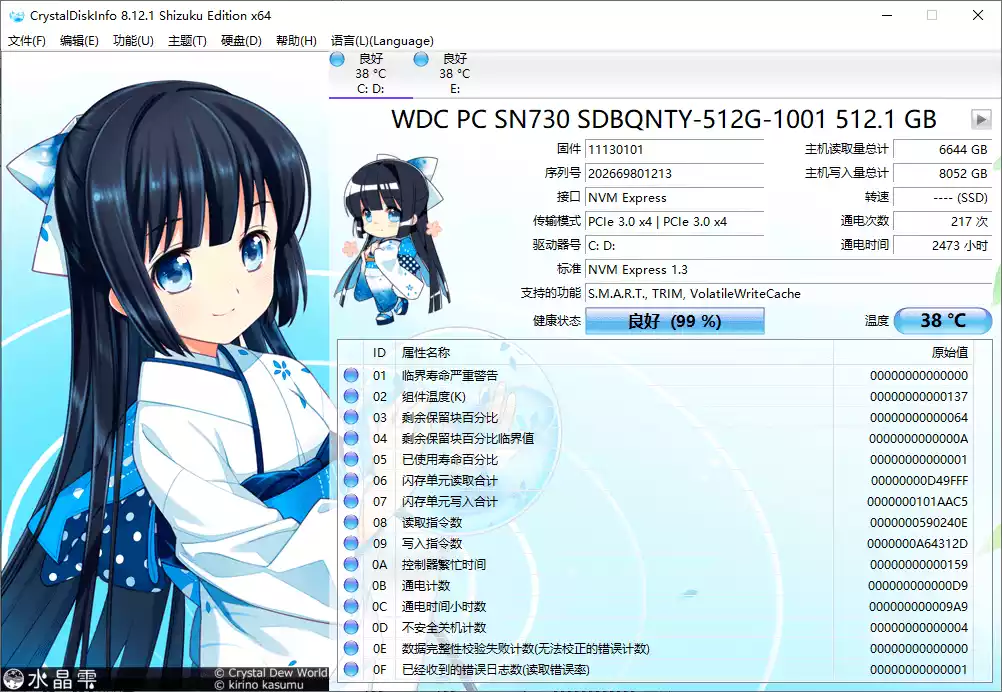 CrystalDiskInfo 8.12.1 Shizuku Edition x64
文件(F) 编辑(E) 功能(U) 主题(T) 硬盘(D) 帮助(H) 语言(L)(Language)
良好 良好
38 °C 38 °C
C: D: E:
WDC PC SN730 SDBQNTY-512G-1001 512.1 GB
固件 11130101 主机读取量总计 6644 GB
序列号 202669801213 主机写入量总计 8052 GB
接口 NVM Express 转速 ---- (SSD)
传输模式 PCIe 3.0 x4 | PCIe 3.0 x4 通电次数 217 次
驱动器号 C: D: 通电时间 2473 小时
标准 NVM Express 1.3
支持的功能 S.M.A.R.T., TRIM, VolatileWriteCache
健康状态 良好 (99 %) 温度 38 °C
ID 属性名称 原始值
01 临界寿命严重警告 00000000000000
02 组件温度(K) 00000000000137
03 剩余保留块百分比 00000000000064
04 剩余保留块百分比临界值 0000000000000A
05 已使用寿命百分比 00000000000001
06 闪存单元读取合计 00000000D49FFF
07 闪存单元写入合计 0000000101AAC5
08 读取指令数 0000000590240E
09 写入指令数 0000000A64312D
0A 控制器繁忙时间 00000000000159
0B 通电计数 000000000000D9
0C 通电时间小时数 000000000009A9
0D 不安全关机计数 00000000000004
0E 数据完整性校验失败计数(无法校正的错误计数) 00000000000000
0F 已经收到的错误日志数(读取错误率) 00000000000001
水晶雫
© Crystal Dew World
© kirino kasumu